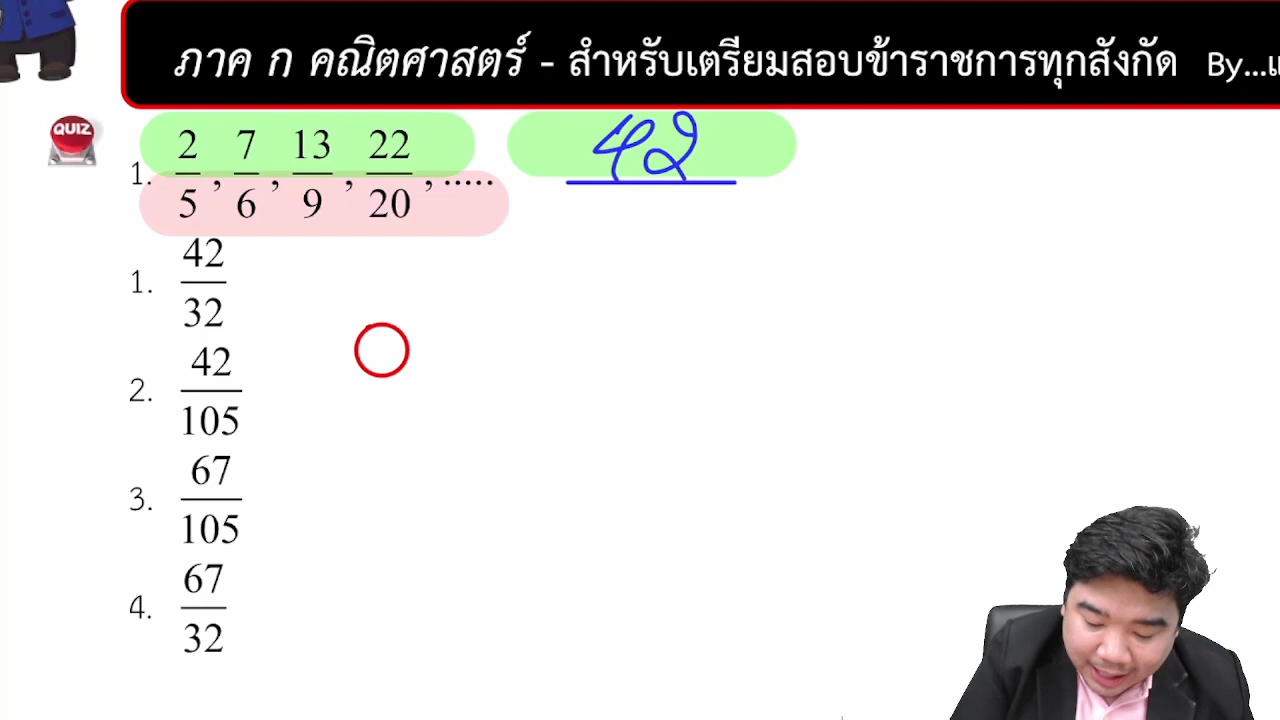 ภาค ก คณิตศาสตร์ - สำหรับเตรียมสอบข้าราชการทุกสังกัด By...
QUIZ
1. 2/5, 7/6, 13/9, 22/20, .....
42
1. 42/32
2. 42/105
3. 67/105
4. 67/32